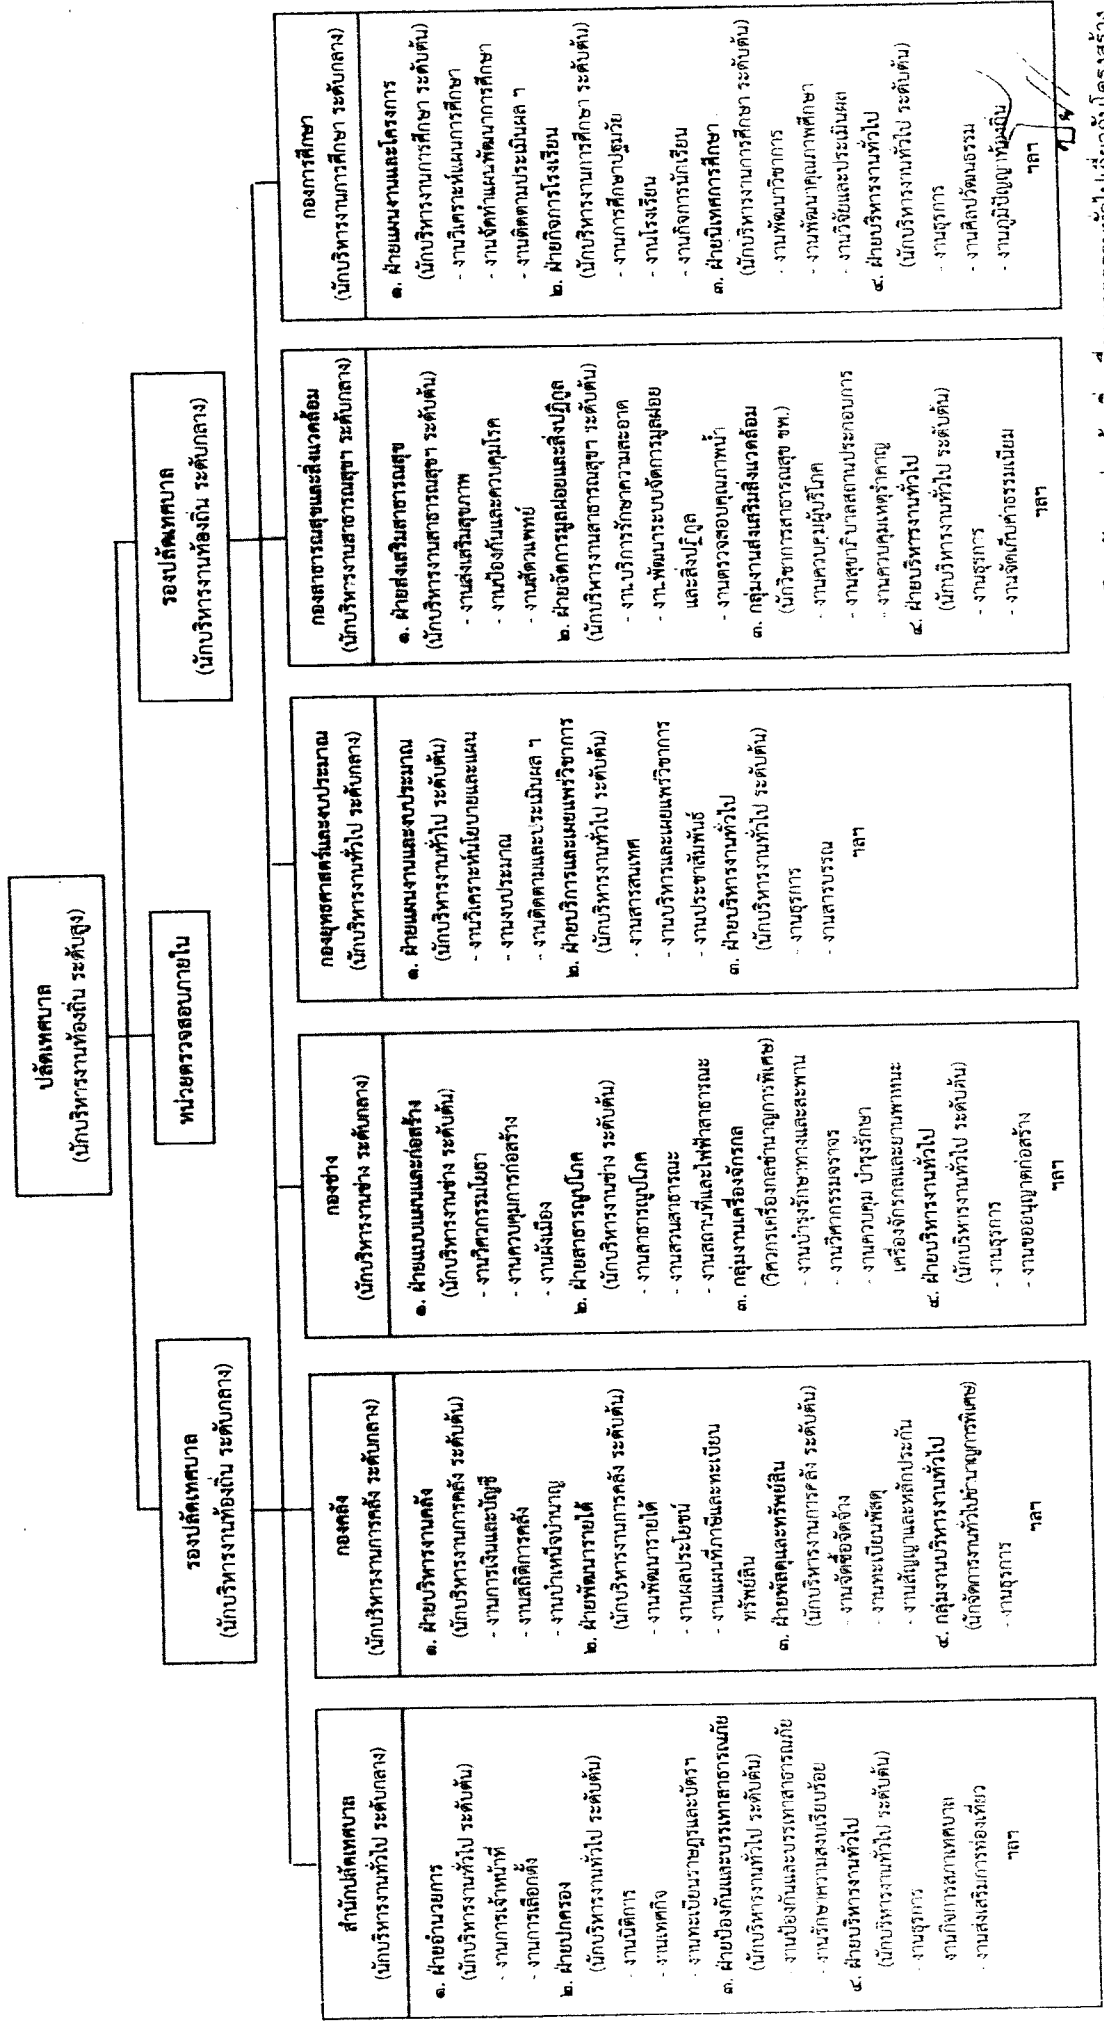 ปลัดเทศบาล
(นักบริหารงานท้องถิ่น ระดับสูง)
หน่วยตรวจสอบภายใน
รองปลัดเทศบาล
(นักบริหารงานท้องถิ่น ระดับกลาง)
รองปลัดเทศบาล
(นักบริหารงานท้องถิ่น ระดับกลาง)
สำนักปลัดเทศบาล
(นักบริหารงานทั่วไป ระดับกลาง)
๑. ฝ่ายอำนวยการ
(นักบริหารงานทั่วไป ระดับต้น)
- งานการเจ้าหน้าที่
- งานการเลือกตั้ง
๒. ฝ่ายปกครอง
(นักบริหารงานทั่วไป ระดับต้น)
- งานนิติการ
- งานเทศกิจ
- งานทะเบียนราษฎรและบัตรฯ
๓. ฝ่ายป้องกันและบรรเทาสาธารณภัย
(นักบริหารงานทั่วไป ระดับต้น)
- งานป้องกันและบรรเทาสาธารณภัย
- งานรักษาความสงบเรียบร้อย
๔. ฝ่ายบริหารงานทั่วไป
(นักบริหารงานทั่วไป ระดับต้น)
- งานธุรการ
งานกิจการสภาเทศบาล
- งานส่งเสริมการท่องเที่ยว
ฯลฯ
กองคลัง
(นักบริหารงานการคลัง ระดับกลาง)
๑. ฝ่ายบริหารงานคลัง
(นักบริหารงานการคลัง ระดับต้น)
- งานการเงินและบัญชี
- งานสถิติการคลัง
- งานบำเหน็จบำนาญ
๒. ฝ่ายพัฒนารายได้
(นักบริหารงานการคลัง ระดับต้น)
- งานพัฒนารายได้
- งานผลประโยชน์
- งานแผนที่ภาษีและทะเบียน
ทรัพย์สิน
๓. ฝ่ายพัสดุและทรัพย์สิน
(นักบริหารงานการคลัง ระดับต้น)
- งานจัดซื้อจัดจ้าง
- งานทะเบียนพัสดุ
- งานสัญญาและหลักประกัน
๔. กลุ่มงานบริหารงานทั่วไป
(นักจัดการงานทั่วไปชำนาญการพิเศษ)
- งานธุรการ
ฯลฯ
กองช่าง
(นักบริหารงานช่าง ระดับกลาง)
๑. ฝ่ายแบบแผนและก่อสร้าง
(นักบริหารงานช่าง ระดับต้น)
- งานวิศวกรรมโยธา
- งานควบคุมการก่อสร้าง
- งานผังเมือง
๒. ฝ่ายสาธารณูปโภค
(นักบริหารงานช่าง ระดับต้น)
- งานสาธารณูปโภค
- งานสวนสาธารณะ
- งานสถานที่และไฟฟ้าสาธารณะ
๓. กลุ่มงานเครื่องจักรกล
(วิศวกรเครื่องกลชำนาญการพิเศษ)
- งานบำรุงรักษาทางและสะพาน
- งานวิศวกรรมจราจร
- งานควบคุม บำรุงรักษา
เครื่องจักรกลและยานพาหนะ
๔. ฝ่ายบริหารงานทั่วไป
(นักบริหารงานทั่วไป ระดับต้น)
- งานธุรการ
- งานขออนุญาตก่อสร้าง
ฯลฯ
กองยุทธศาสตร์และงบประมาณ
(นักบริหารงานทั่วไป ระดับกลาง)
๑. ฝ่ายแผนงานและงบประมาณ
(นักบริหารงานทั่วไป ระดับต้น)
- งานวิเคราะห์นโยบายและแผน
- งานงบประมาณ
- งานติดตามและประเมินผล ฯ
๒. ฝ่ายบริการและเผยแพร่วิชาการ
(นักบริหารงานทั่วไป ระดับต้น)
- งานสารสนเทศ
- งานบริหารและเผยแพร่วิชาการ
- งานประชาสัมพันธ์
๓. ฝ่ายบริหารงานทั่วไป
(นักบริหารงานทั่วไป ระดับต้น)
- งานธุรการ
- งานสารบรรณ
ฯลฯ
กองสาธารณสุขและสิ่งแวดล้อม
(นักบริหารงานสาธารณสุขฯ ระดับกลาง)
๑. ฝ่ายส่งเสริมสาธารณสุข
(นักบริหารงานสาธารณสุขฯ ระดับต้น)
- งานส่งเสริมสุขภาพ
- งานป้องกันและควบคุมโรค
- งานสัตวแพทย์
๒. ฝ่ายจัดการมูลฝอยและสิ่งปฏิกูล
(นักบริหารงานสาธารณสุขฯ ระดับต้น)
- งานบริการรักษาความสะอาด
- งานพัฒนาระบบจัดการมูลฝอย
และสิ่งปฏิกูล
- งานตรวจสอบคุณภาพน้ำ
๓. กลุ่มงานส่งเสริมสิ่งแวดล้อม
(นักวิชาการสาธารณสุข ชพ.)
- งานควบคุมผู้บริโภค
- งานสุขาภิบาลสถานประกอบการ
- งานควบคุมเหตุรำคาญ
๔. ฝ่ายบริหารงานทั่วไป
(นักบริหารงานทั่วไป ระดับต้น)
- งานธุรการ
- งานจัดเก็บค่าธรรมเนียม
ฯลฯ
กองการศึกษา
(นักบริหารงานการศึกษา ระดับกลาง)
๑. ฝ่ายแผนงานและโครงการ
(นักบริหารงานการศึกษา ระดับต้น)
- งานวิเคราะห์แผนการศึกษา
- งานจัดทำแผนพัฒนาการศึกษา
- งานติดตามประเมินผล ฯ
๒. ฝ่ายกิจการโรงเรียน
(นักบริหารงานการศึกษา ระดับต้น)
- งานการศึกษาปฐมวัย
- งานโรงเรียน
- งานกิจการนักเรียน
๓. ฝ่ายนิเทศการศึกษา
(นักบริหารงานการศึกษา ระดับต้น)
- งานพัฒนาวิชาการ
- งานพัฒนาคุณภาพศึกษา
- งานวิจัยและประเมินผล
๔. ฝ่ายบริหารงานทั่วไป
(นักบริหารงานทั่วไป ระดับต้น)
- งานธุรการ
- งานศิลปวัฒนธรรม
- งานภูมิปัญญาท้องถิ่น
ฯลฯ